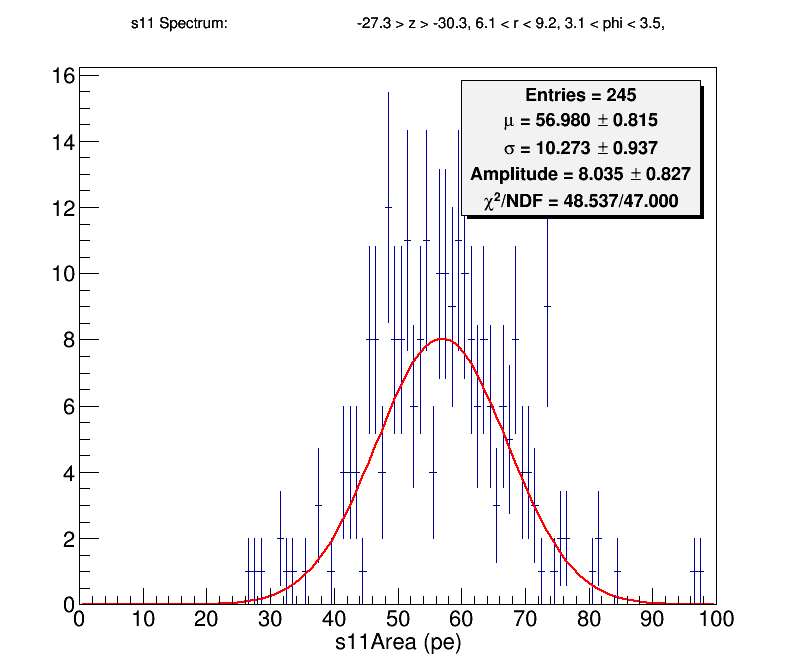 s11 Spectrum: -27.3 > z > -30.3, 6.1 < r < 9.2, 3.1 < phi < 3.5,
Entries = 245
μ = 56.980 ± 0.815
σ = 10.273 ± 0.937
Amplitude = 8.035 ± 0.827
χ²/NDF = 48.537/47.000
16
14
12
10
8
6
4
2
0
0 10 20 30 40 50 60 70 80 90 100
s11Area (pe)